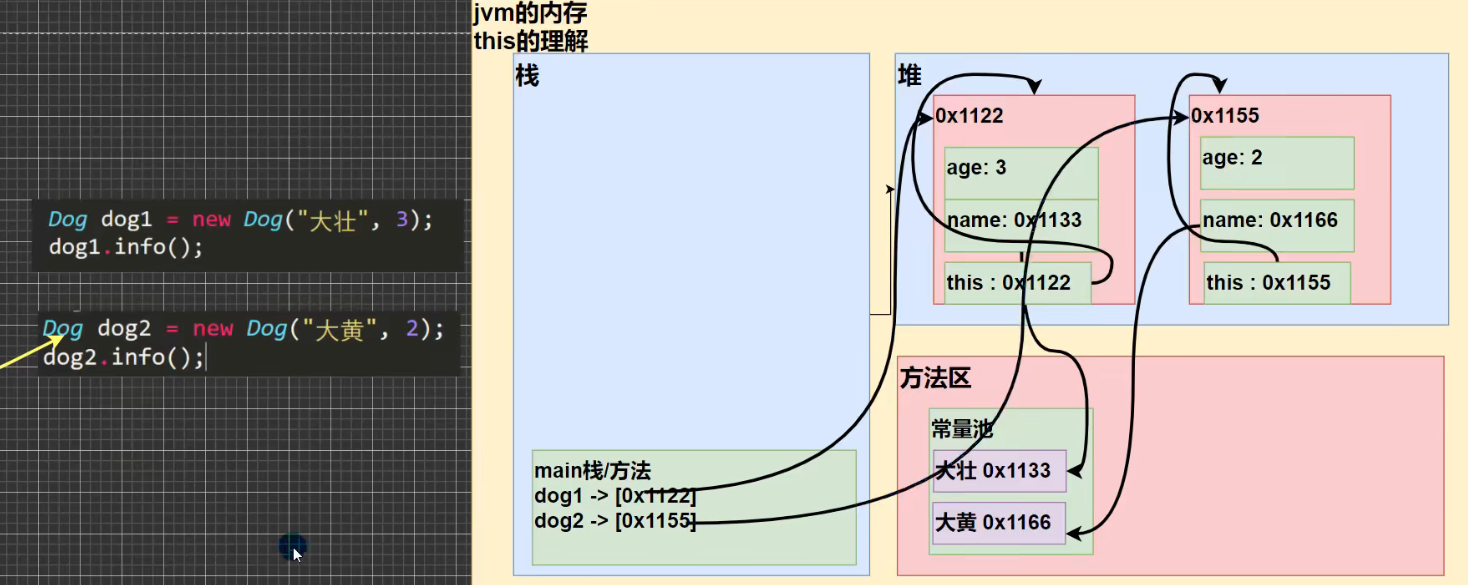 jvm的内存
this的理解
Dog dog1 = new Dog("大壮", 3);
dog1.info();
Dog dog2 = new Dog("大黄", 2);
dog2.info();
栈
main栈/方法
dog1 -> [0x1122]
dog2 -> [0x1155]
堆
0x1122
age: 3
name: 0x1133
this : 0x1122
0x1155
age: 2
name: 0x1166
this : 0x1155
方法区
常量池
大壮 0x1133
大黄 0x1166